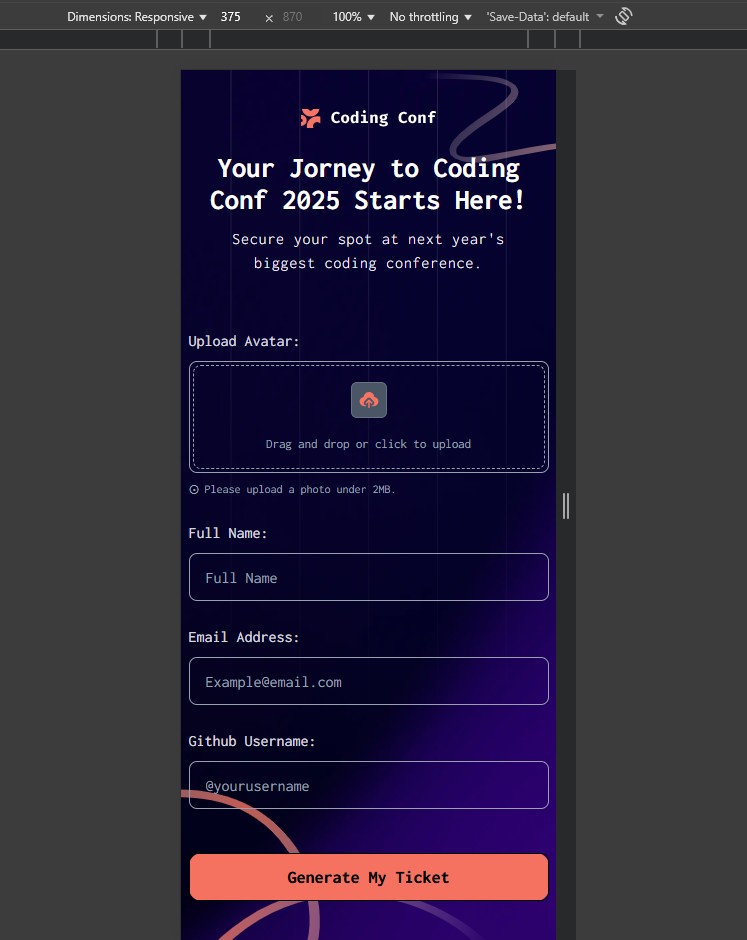 Dimensions: Responsive 375 × 870 100% No throttling 'Save-Data': default
Coding Conf
Your Jorney to Coding
Conf 2025 Starts Here!
Secure your spot at next year's
biggest coding conference.
Upload Avatar:
Drag and drop or click to upload
Please upload a photo under 2MB.
Full Name:
Full Name
Email Address:
Example@email.com
Github Username:
@yourusername
Generate My Ticket